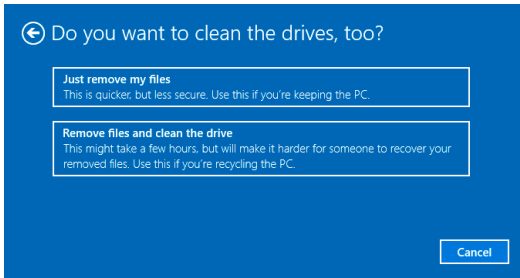 Do you want to clean the drives, too?
Just remove my files
This is quicker, but less secure. Use this if you're keeping the PC.
Remove files and clean the drive
This might take a few hours, but will make it harder for someone to recover your
removed files. Use this if you're recycling the PC.
Cancel